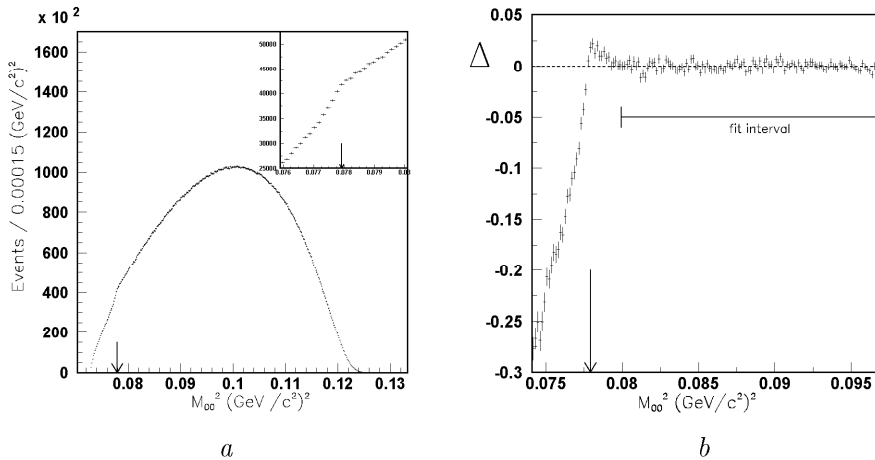 x 10 2
Events / 0.00015 (GeV/c2)2
1600
1400
1200
1000
800
600
400
200
0
0.08 0.09 0.1 0.11 0.12 0.13
M00 2 (GeV /c2)2
50000
45000
40000
35000
30000
25000
0.076 0.077 0.078 0.079 0.08
a
Δ
0.05
0
-0.05
-0.1
-0.15
-0.2
-0.25
-0.3
fit interval
0.075 0.08 0.085 0.09 0.095
M00 2 (GeV /c2)2
b